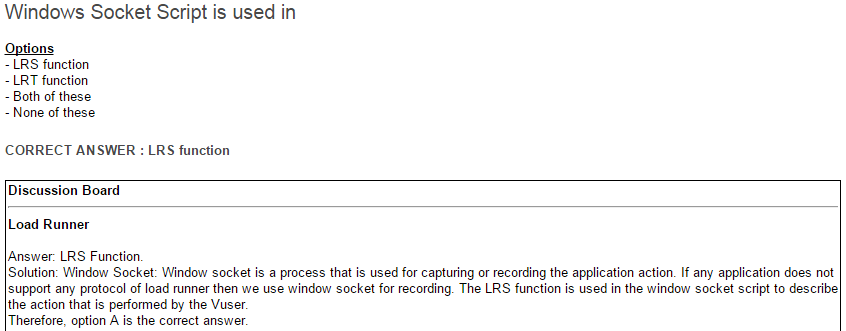 Windows Socket Script is used in
Options
- LRS function
- LRT function
- Both of these
- None of these
CORRECT ANSWER : LRS function
Discussion Board
Load Runner
Answer: LRS Function.
Solution: Window Socket: Window socket is a process that is used for capturing or recording the application action. If any application does not
support any protocol of load runner then we use window socket for recording. The LRS function is used in the window socket script to describe
the action that is performed by the Vuser.
Therefore, option A is the correct answer.